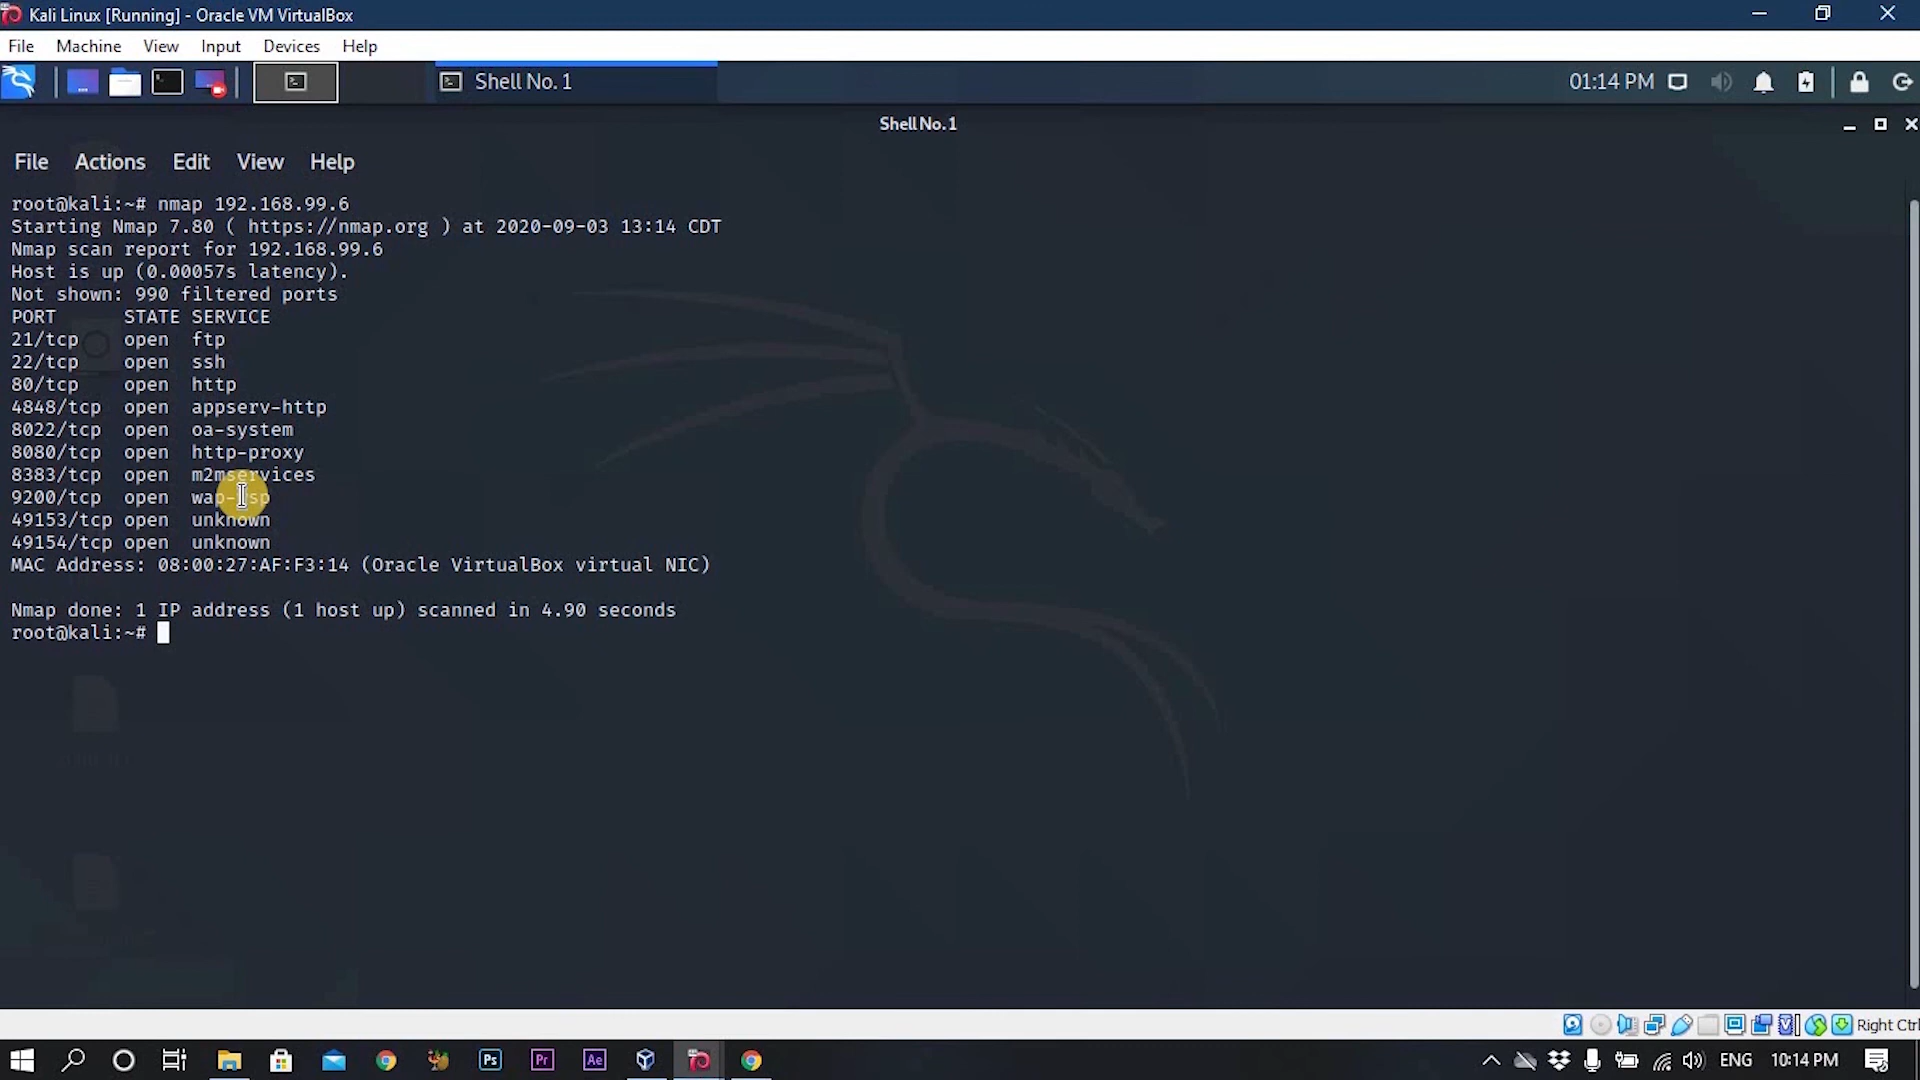 Kali Linux [Running] - Oracle VM VirtualBox
File Machine View Input Devices Help
Shell No. 1
01:14 PM
Shell No. 1
File Actions Edit View Help
root@kali:~# nmap 192.168.99.6
Starting Nmap 7.80 ( https://nmap.org ) at 2020-09-03 13:14 CDT
Nmap scan report for 192.168.99.6
Host is up (0.00057s latency).
Not shown: 990 filtered ports
PORT STATE SERVICE
21/tcp open ftp
22/tcp open ssh
80/tcp open http
4848/tcp open appserv-http
8022/tcp open oa-system
8080/tcp open http-proxy
8383/tcp open m2mservices
9200/tcp open wap-wsp
49153/tcp open unknown
49154/tcp open unknown
MAC Address: 08:00:27:AF:F3:14 (Oracle VirtualBox virtual NIC)
Nmap done: 1 IP address (1 host up) scanned in 4.90 seconds
root@kali:~#
Right Ctrl
Ps Pr Ae
ENG 10:14 PM